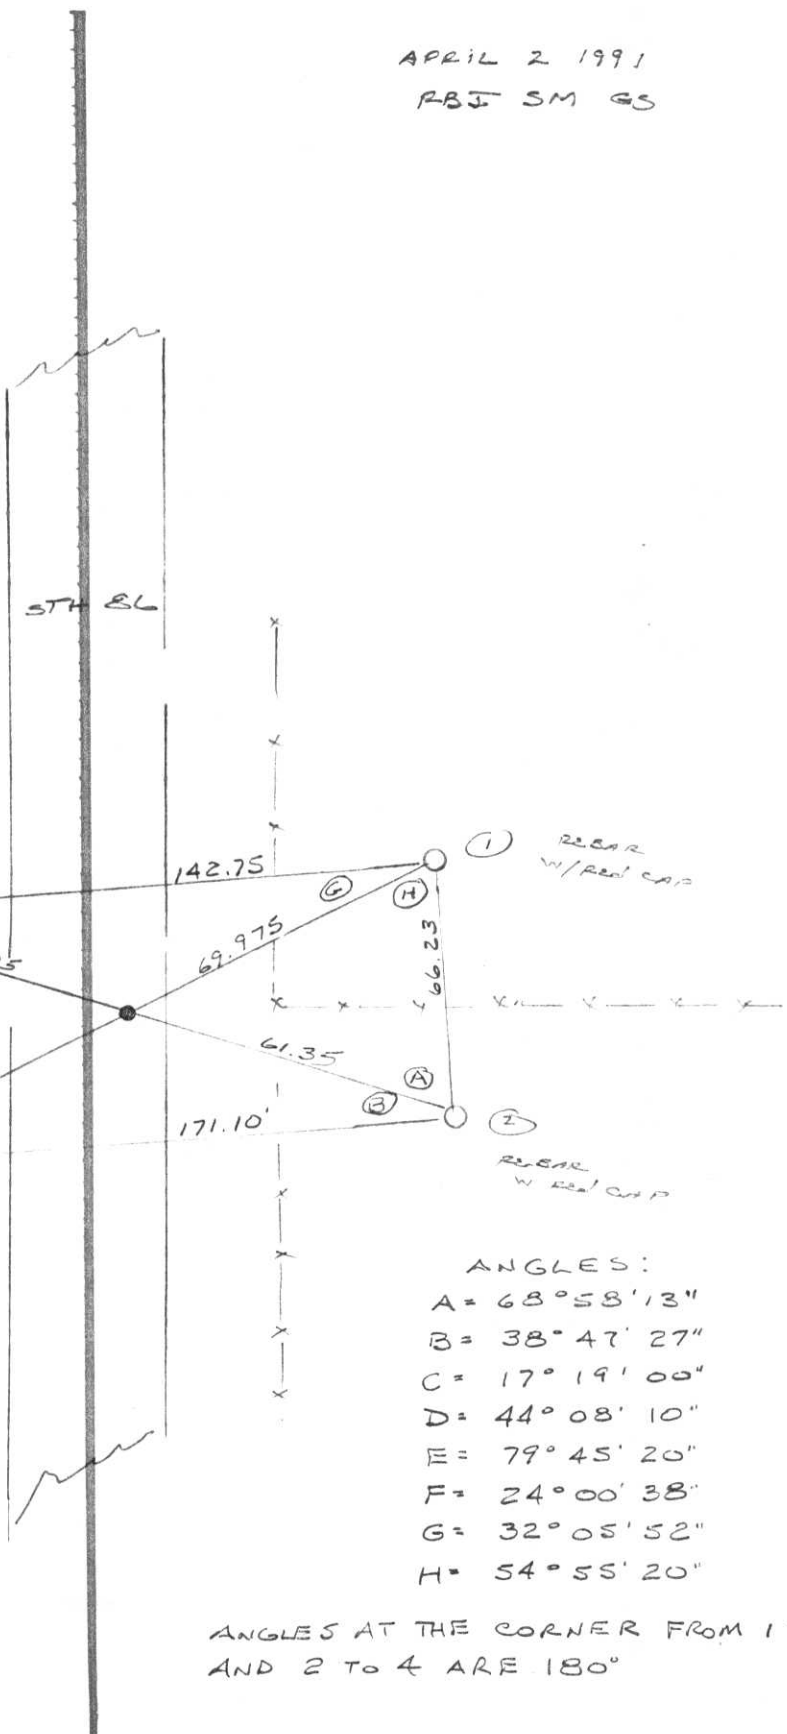 APRIL 2 1991
RBJ SM GS
STH 86
142.75
1
REBAR
W/RED CAP
G
H
69.975
66.23
5
61.35
A
B
171.10'
2
REBAR
W RED CAP
ANGLES:
A = 68°58'13"
B = 38°47'27"
C = 17°19'00"
D = 44°08'10"
E = 79°45'20"
F = 24°00'38"
G = 32°05'52"
H = 54°55'20"
ANGLES AT THE CORNER FROM 1
AND 2 TO 4 ARE 180°